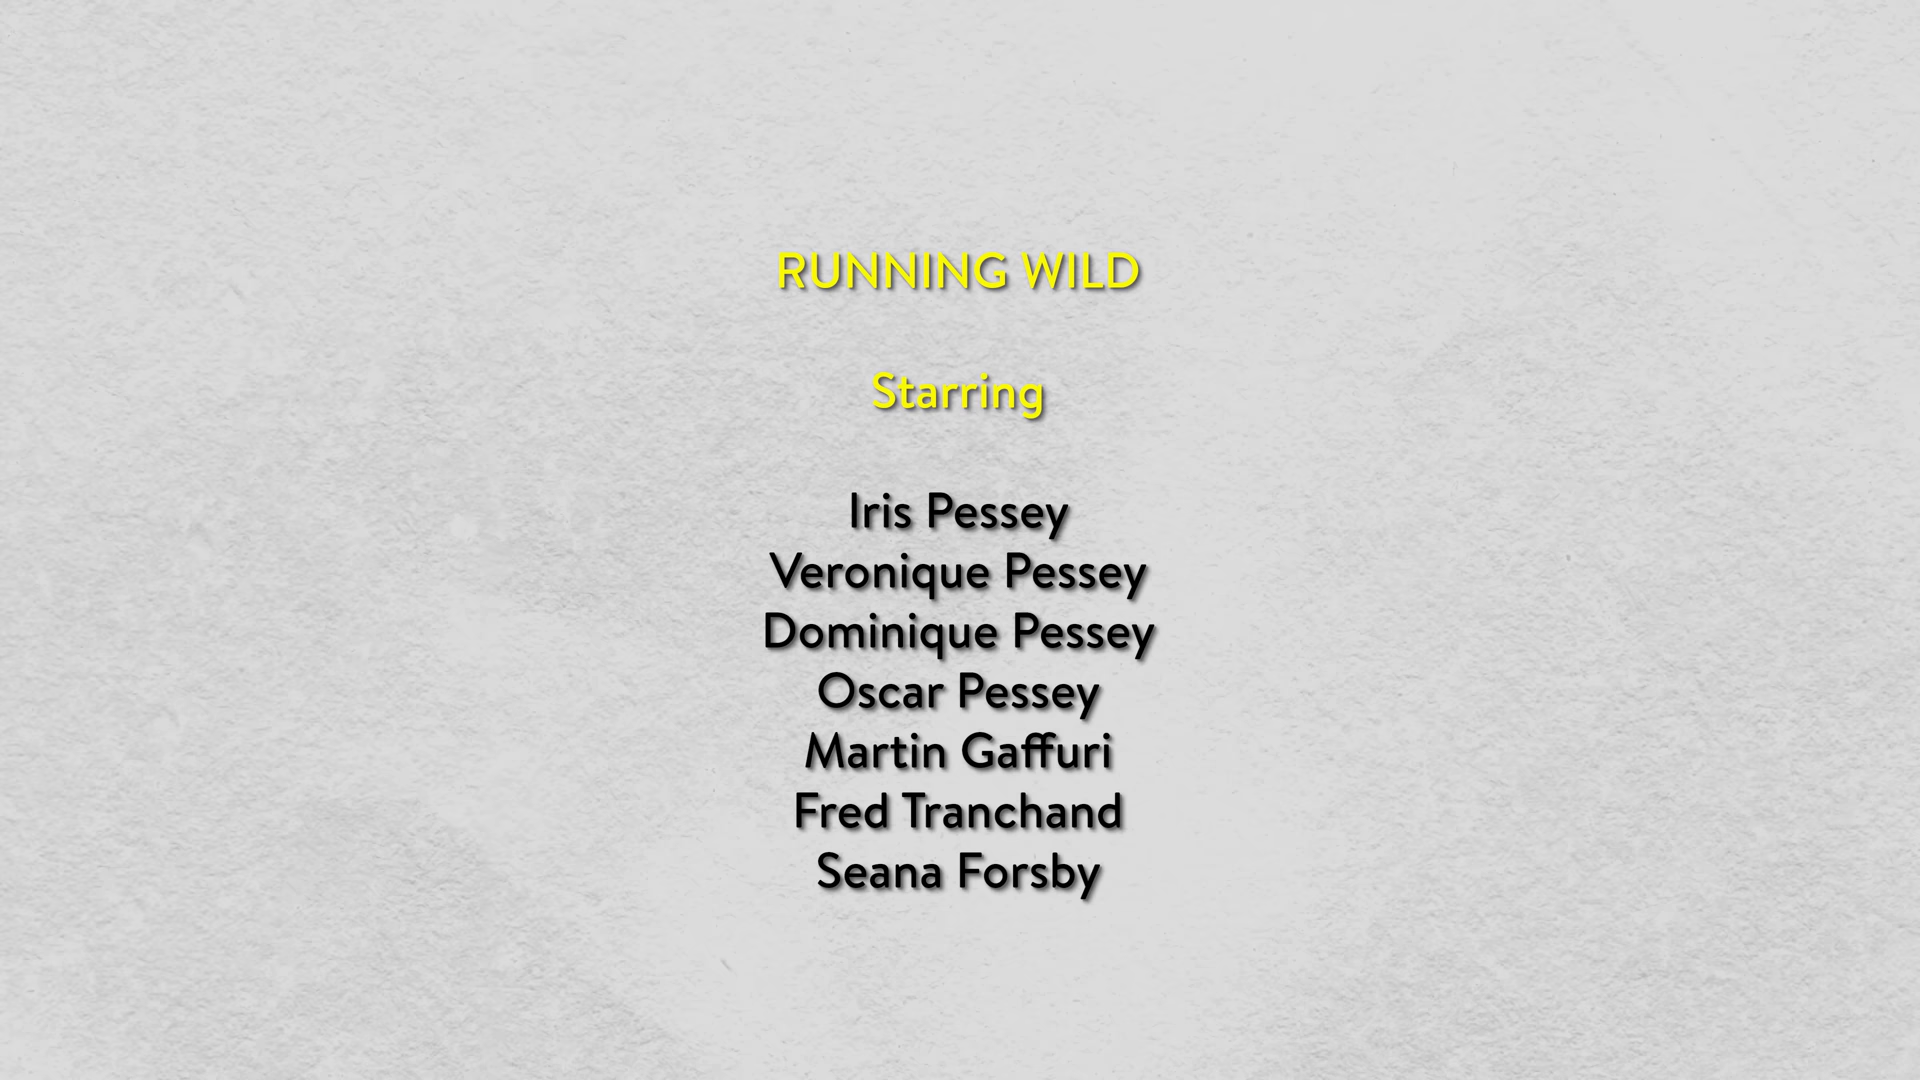 RUNNING WILD
Starring
Iris Pessey
Veronique Pessey
Dominique Pessey
Oscar Pessey
Martin Gaffuri
Fred Tranchand
Seana Forsby